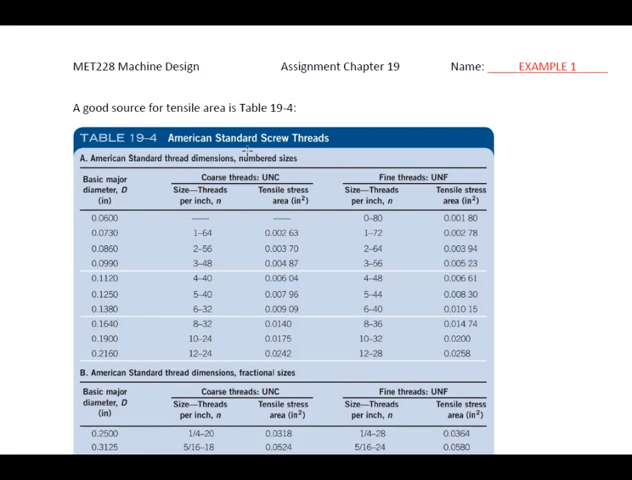 MET228 Machine Design Assignment Chapter 19 Name: EXAMPLE 1
A good source for tensile area is Table 19-4:
TABLE 19–4 American Standard Screw Threads
A. American Standard thread dimensions, numbered sizes
Coarse threads: UNC Fine threads: UNF
Basic major diameter, D (in) Size—Threads per inch, n Tensile stress area (in²) Size—Threads per inch, n Tensile stress area (in²)
0.0600 —— —— 0–80 0.001 80
0.0730 1–64 0.002 63 1–72 0.002 78
0.0860 2–56 0.003 70 2–64 0.003 94
0.0990 3–48 0.004 87 3–56 0.005 23
0.1120 4–40 0.006 04 4–48 0.006 61
0.1250 5–40 0.007 96 5–44 0.008 30
0.1380 6–32 0.009 09 6–40 0.010 15
0.1640 8–32 0.0140 8–36 0.014 74
0.1900 10–24 0.0175 10–32 0.0200
0.2160 12–24 0.0242 12–28 0.0258
B. American Standard thread dimensions, fractional sizes
Coarse threads: UNC Fine threads: UNF
Basic major diameter, D (in) Size—Threads per inch, n Tensile stress area (in²) Size—Threads per inch, n Tensile stress area (in²)
0.2500 1/4–20 0.0318 1/4–28 0.0364
0.3125 5/16–18 0.0524 5/16–24 0.0580